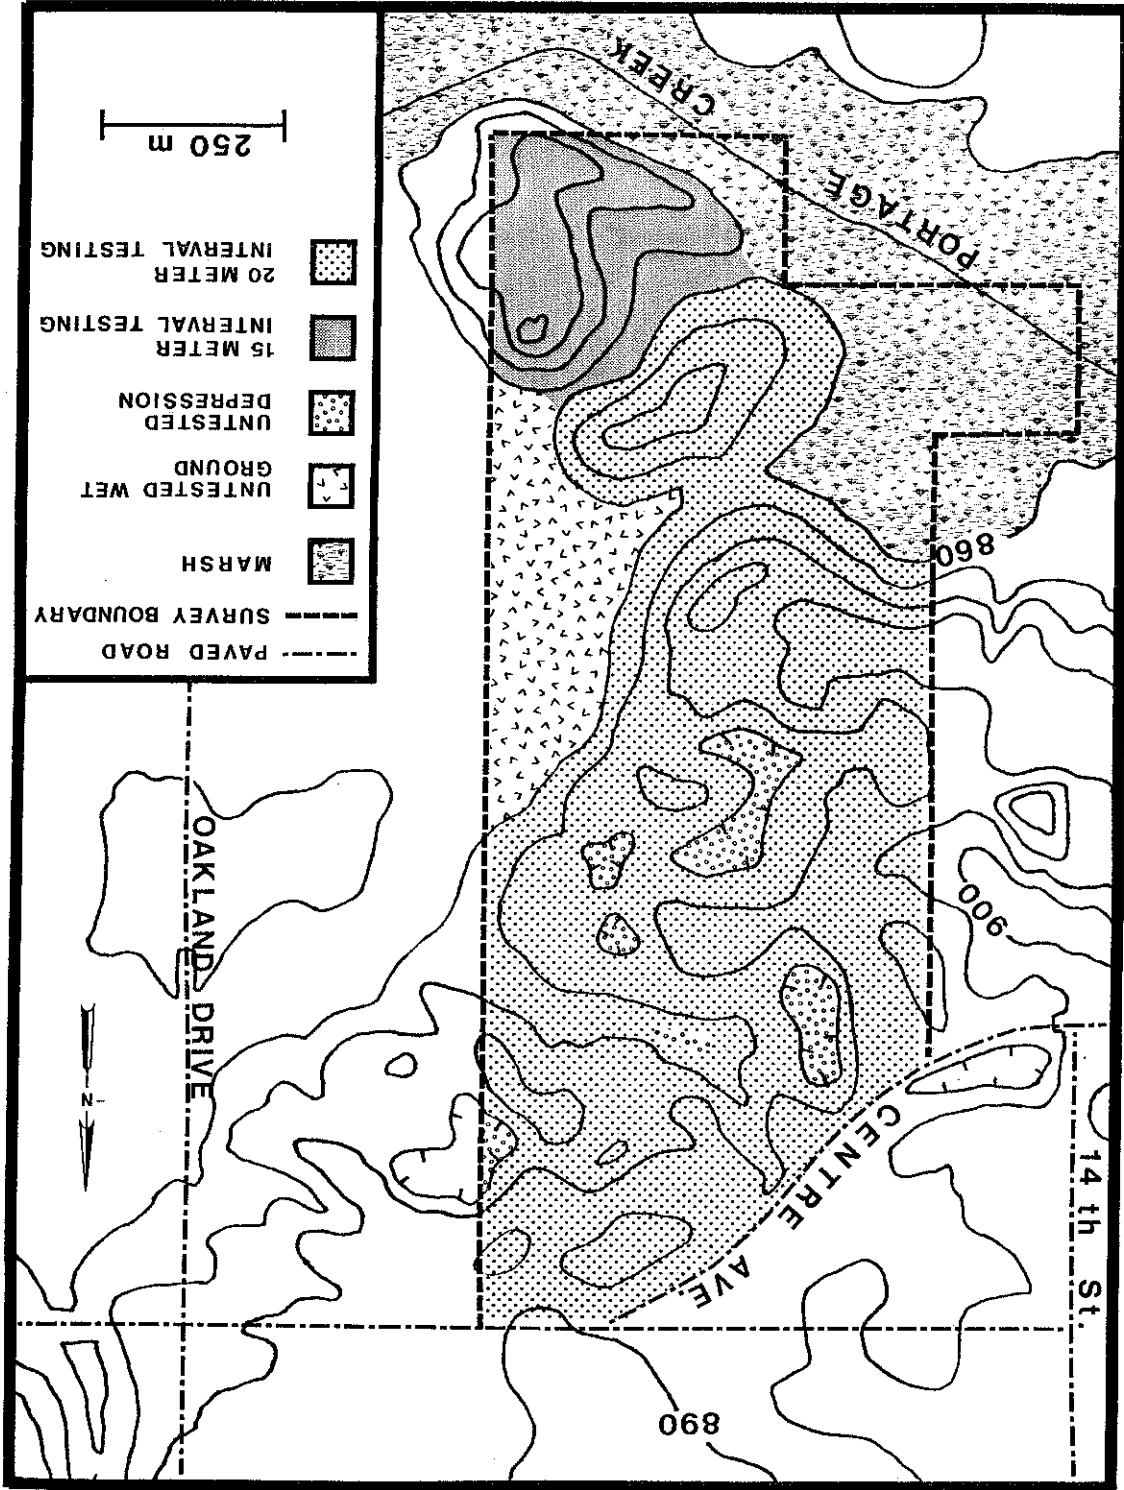 890
CENTRE AVE
14 th St.
900
OAKLAND DRIVE
N
860
PORTAGE CREEK
PAVED ROAD
SURVEY BOUNDARY
MARSH
UNTESTED WET
GROUND
UNTESTED
DEPRESSION
15 METER
INTERVAL TESTING
20 METER
INTERVAL TESTING
250 m